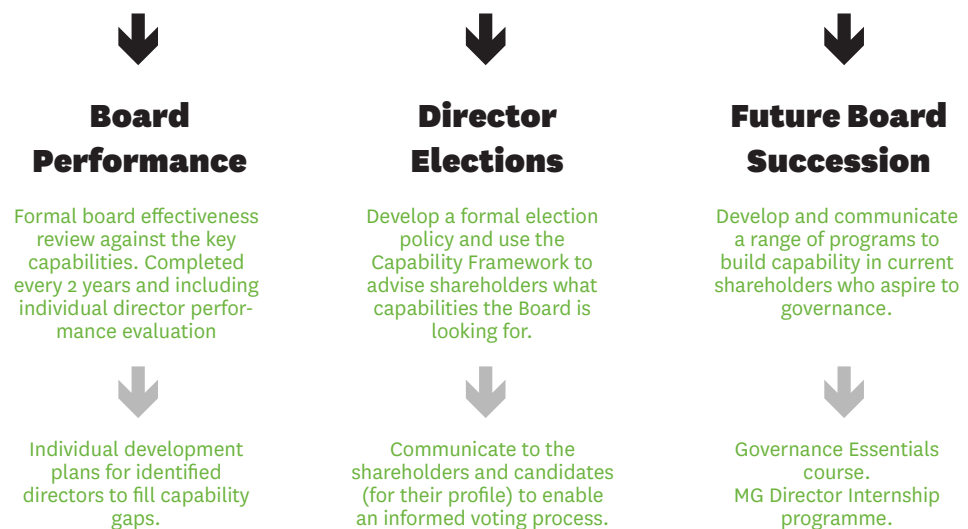 Board
Performance
Formal board effectiveness
review against the key
capabilities. Completed
every 2 years and including
individual director perfor-
mance evaluation
Individual development
plans for identified
directors to fill capability
gaps.
Director
Elections
Develop a formal election
policy and use the
Capability Framework to
advise shareholders what
capabilities the Board is
looking for.
Communicate to the
shareholders and candidates
(for their profile) to enable
an informed voting process.
Future Board
Succession
Develop and communicate
a range of programs to
build capability in current
shareholders who aspire to
governance.
Governance Essentials
course.
MG Director Internship
programme.